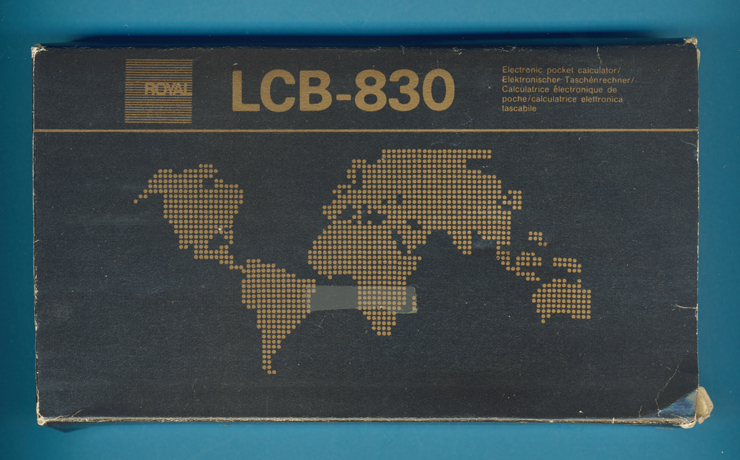 ROYAL
LCB-830
Electronic pocket calculator/
Elektronischer Taschenrechner/
Calculatrice électronique de
poche/calculatrice elettronica
tascabile